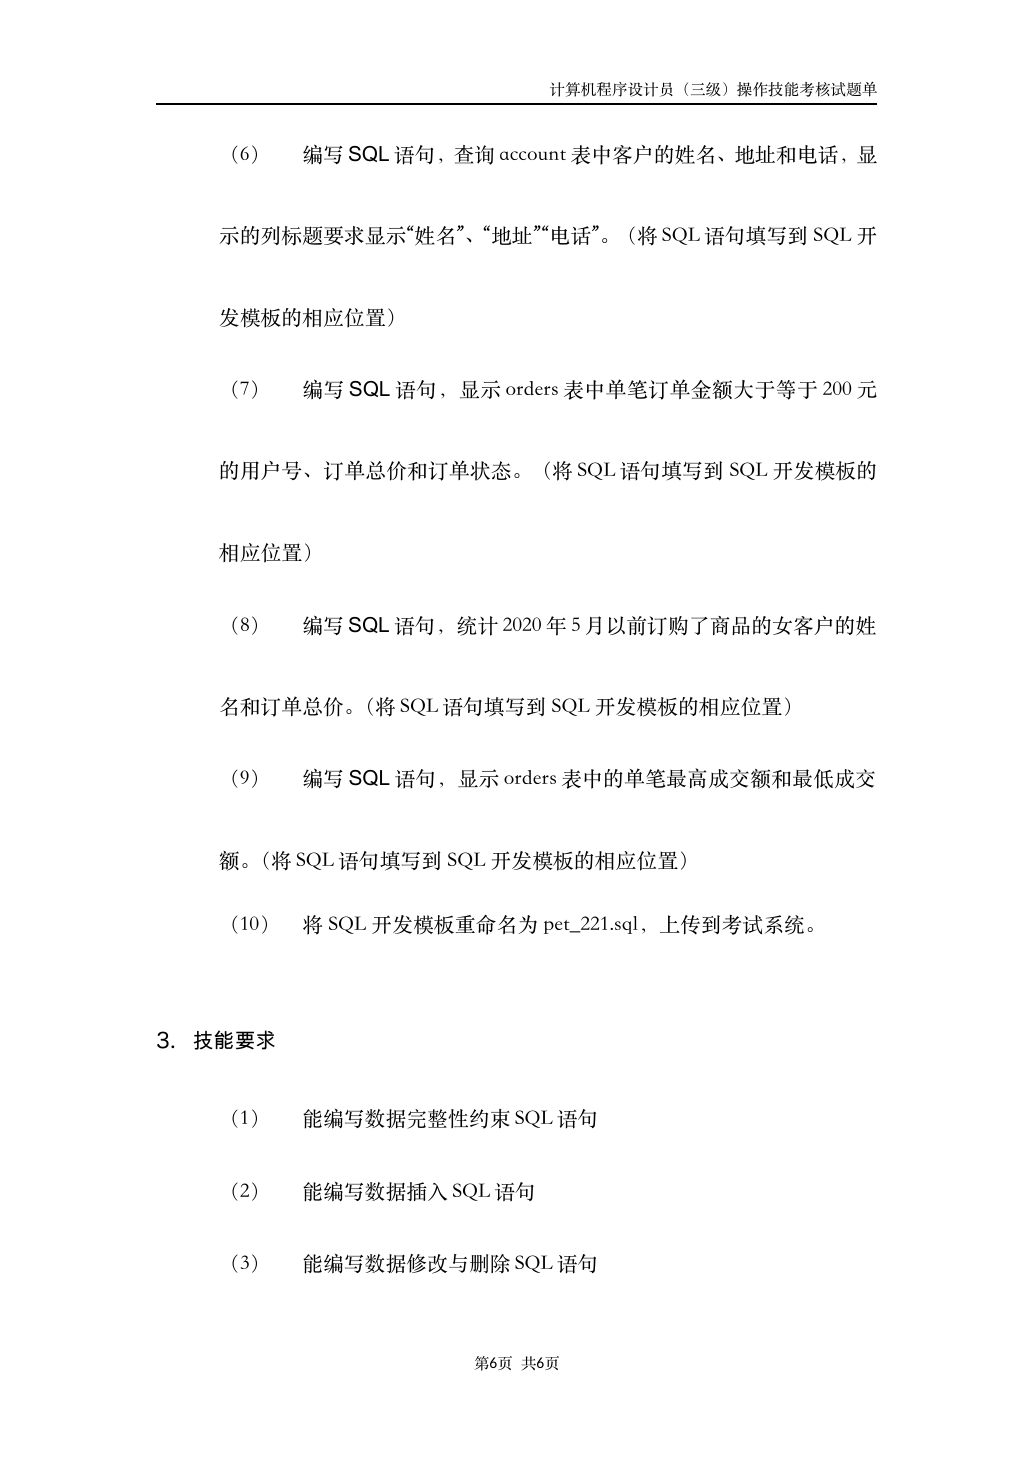 计算机程序设计员（三级）操作技能考核试题单
（6） 编写 SQL 语句，查询 account 表中客户的姓名、地址和电话，显
示的列标题要求显示“姓名”、“地址”“电话”。（将 SQL 语句填写到 SQL 开
发模板的相应位置）
（7） 编写 SQL 语句，显示 orders 表中单笔订单金额大于等于 200 元
的用户号、订单总价和订单状态。（将 SQL 语句填写到 SQL 开发模板的
相应位置）
（8） 编写 SQL 语句，统计 2020 年 5 月以前订购了商品的女客户的姓
名和订单总价。（将 SQL 语句填写到 SQL 开发模板的相应位置）
（9） 编写 SQL 语句，显示 orders 表中的单笔最高成交额和最低成交
额。（将 SQL 语句填写到 SQL 开发模板的相应位置）
（10） 将 SQL 开发模板重命名为 pet_221.sql，上传到考试系统。
3. 技能要求
（1） 能编写数据完整性约束 SQL 语句
（2） 能编写数据插入 SQL 语句
（3） 能编写数据修改与删除 SQL 语句
第6页 共6页